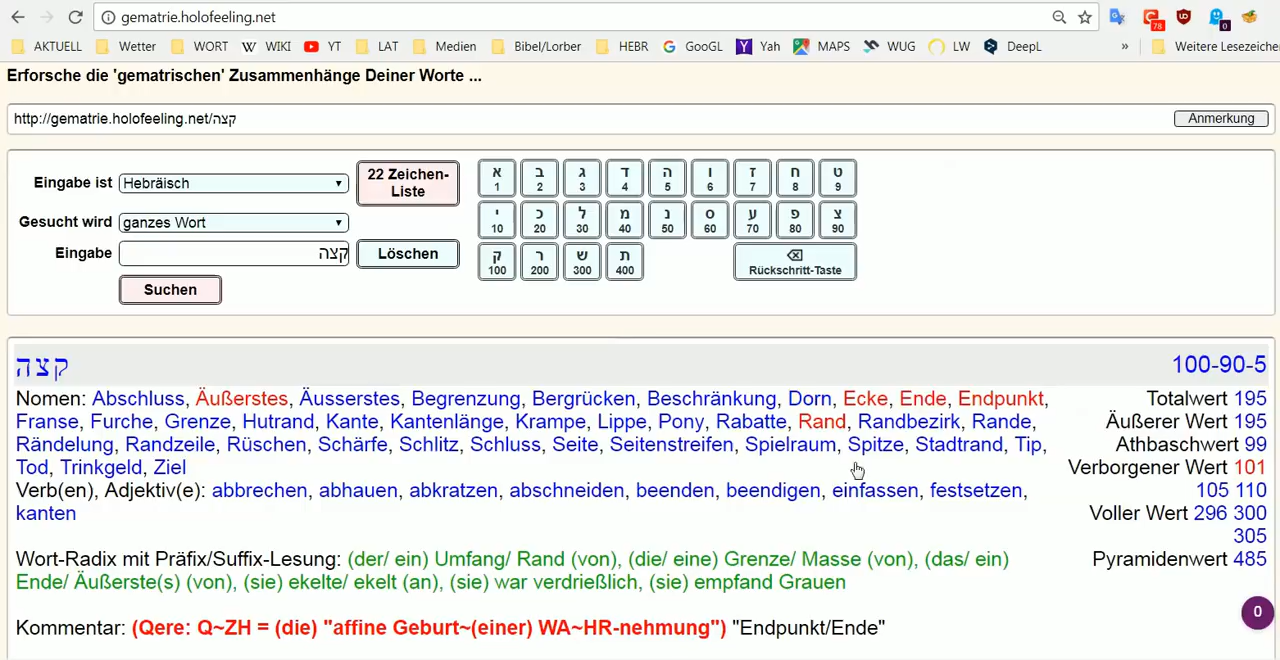 gematrie.holofeeling.net
78 0
AKTUELL Wetter WORT WIKI YT LAT Medien Bibel/Lorber HEBR GooGL Yah MAPS WUG LW DeepL » Weitere Lesezeiche
Erforsche die 'gematrischen' Zusammenhänge Deiner Worte ...
http://gematrie.holofeeling.net/קצה Anmerkung
Eingabe ist Hebräisch
22 Zeichen-
Liste
Gesucht wird ganzes Wort
Eingabe קצה Löschen
Suchen
א ב ג ד ה ו ז ח ט
1 2 3 4 5 6 7 8 9
י כ ל מ נ ס ע פ צ
10 20 30 40 50 60 70 80 90
ק ר ש ת
100 200 300 400 Rückschritt-Taste
קצה 100-90-5
Nomen: Abschluss, Äußerstes, Äusserstes, Begrenzung, Bergrücken, Beschränkung, Dorn, Ecke, Ende, Endpunkt,
Franse, Furche, Grenze, Hutrand, Kante, Kantenlänge, Krampe, Lippe, Pony, Rabatte, Rand, Randbezirk, Rande,
Rändelung, Randzeile, Rüschen, Schärfe, Schlitz, Schluss, Seite, Seitenstreifen, Spielraum, Spitze, Stadtrand, Tip,
Tod, Trinkgeld, Ziel
Verb(en), Adjektiv(e): abbrechen, abhauen, abkratzen, abschneiden, beenden, beendigen, einfassen, festsetzen,
kanten
Wort-Radix mit Präfix/Suffix-Lesung: (der/ ein) Umfang/ Rand (von), (die/ eine) Grenze/ Masse (von), (das/ ein)
Ende/ Äußerste(s) (von), (sie) ekelte/ ekelt (an), (sie) war verdrießlich, (sie) empfand Grauen
Kommentar: (Qere: Q~ZH = (die) "affine Geburt~(einer) WA~HR-nehmung") "Endpunkt/Ende"
Totalwert 195
Äußerer Wert 195
Athbaschwert 99
Verborgener Wert 101
105 110
Voller Wert 296 300
305
Pyramidenwert 485
0